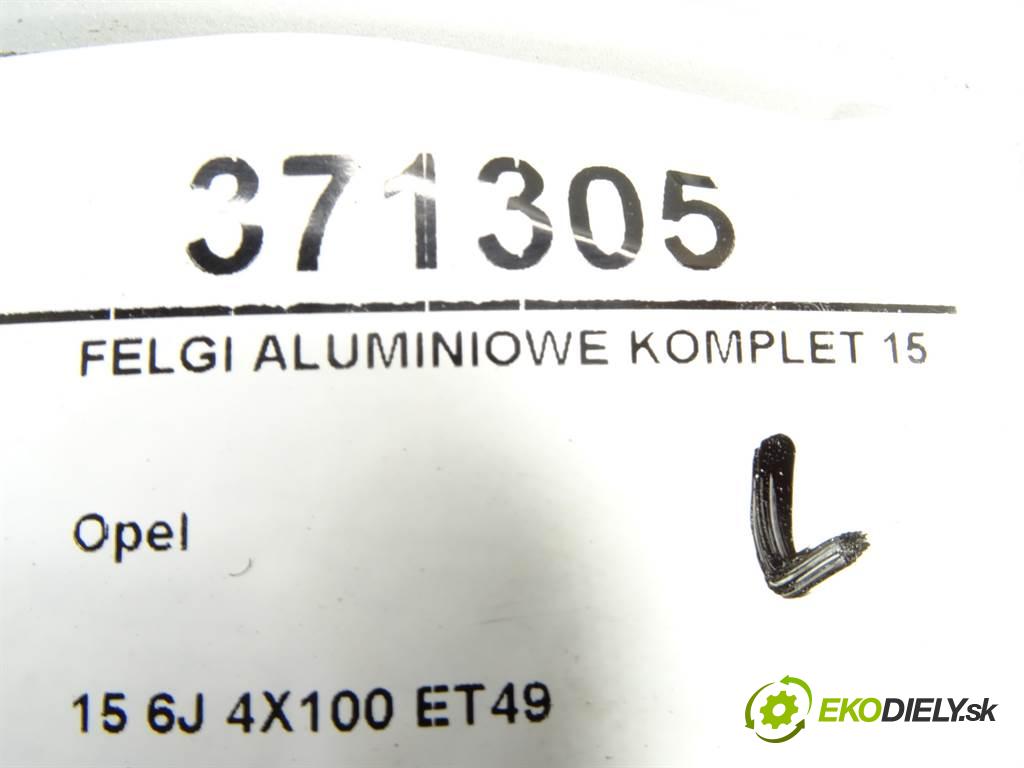 371305
FELGI ALUMINIOWE KOMPLET 15
L
Opel
15 6J 4X100 ET49
EKODIELY.sk